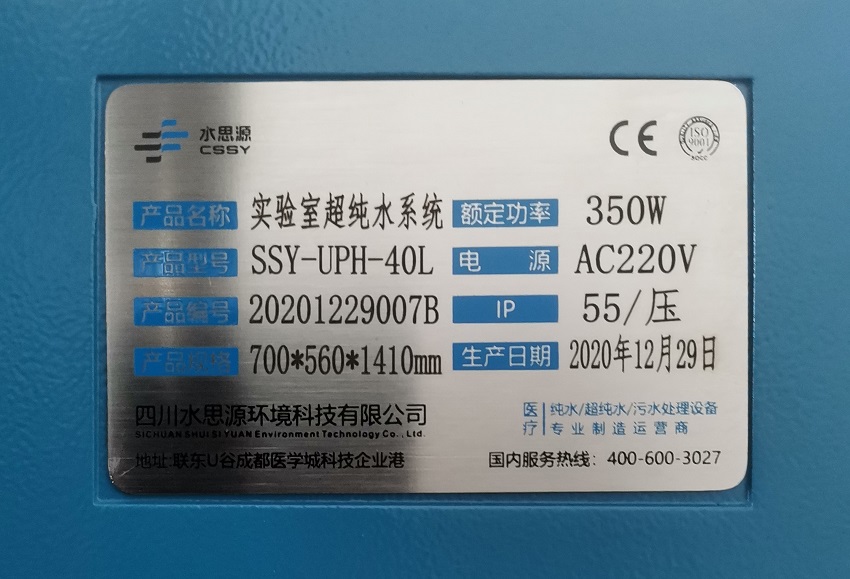 水思源
CSSY
CE
ISO
9001
产品名称 实验室超纯水系统 额定功率 350W
产品型号 SSY-UPH-40L 电 源 AC220V
产品编号 20201229007B IP 55/压
产品规格 700*560*1410mm 生产日期 2020年12月29日
四川水思源环境科技有限公司
SICHUAN SHUI SI YUAN Environment Technology Co., Ltd.
医疗 纯水/超纯水/污水处理设备
专业制造运营商
地址:联东U谷成都医学城科技企业港 国内服务热线：400-600-3027